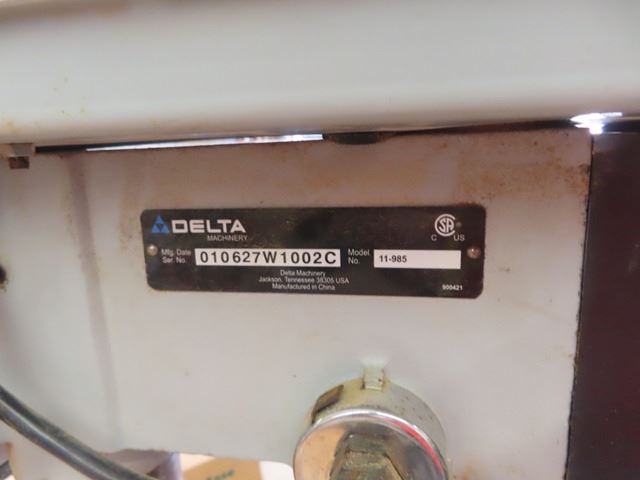 DELTA
MACHINERY
Mfg. Date
Ser. No.
010627W1002C
Model
No.
11-985
C US
Delta Machinery
Jackson, Tennessee 38305 USA
Manufactured in China
900421